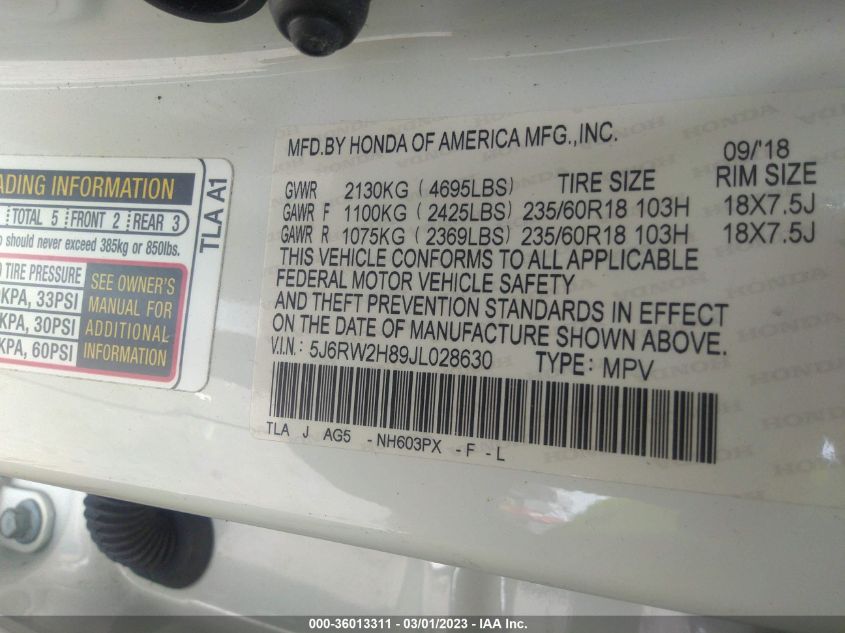 MFD.BY HONDA OF AMERICA MFG.,INC. 09/'18
GVWR 2130KG (4695LBS) TIRE SIZE RIM SIZE
GAWR F 1100KG (2425LBS) 235/60R18 103H 18X7.5J
GAWR R 1075KG (2369LBS) 235/60R18 103H 18X7.5J
THIS VEHICLE CONFORMS TO ALL APPLICABLE
FEDERAL MOTOR VEHICLE SAFETY
AND THEFT PREVENTION STANDARDS IN EFFECT
ON THE DATE OF MANUFACTURE SHOWN ABOVE.
V.I.N: 5J6RW2H89JL028630 TYPE: MPV
TLA J AG5 -NH603PX -F -L
INFORMATION
TOTAL 5 FRONT 2 REAR 3
should never exceed 385kg or 850lbs.
TIRE PRESSURE
KPA, 33PSI
KPA, 30PSI
KPA, 60PSI
SEE OWNER'S
MANUAL FOR
ADDITIONAL
INFORMATION
TLA A1
HONDA
000-36013311 - 03/01/2023 - IAA Inc.